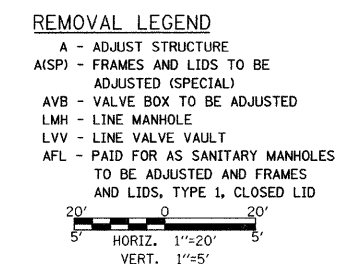 REMOVAL LEGEND
A - ADJUST STRUCTURE
A(SP) - FRAMES AND LIDS TO BE
ADJUSTED (SPECIAL)
AVB - VALVE BOX TO BE ADJUSTED
LMH - LINE MANHOLE
LVV - LINE VALVE VAULT
AFL - PAID FOR AS SANITARY MANHOLES
TO BE ADJUSTED AND FRAMES
AND LIDS, TYPE 1, CLOSED LID
20' 0 20'
5' HORIZ. 1"=20' 5'
VERT. 1"=5'